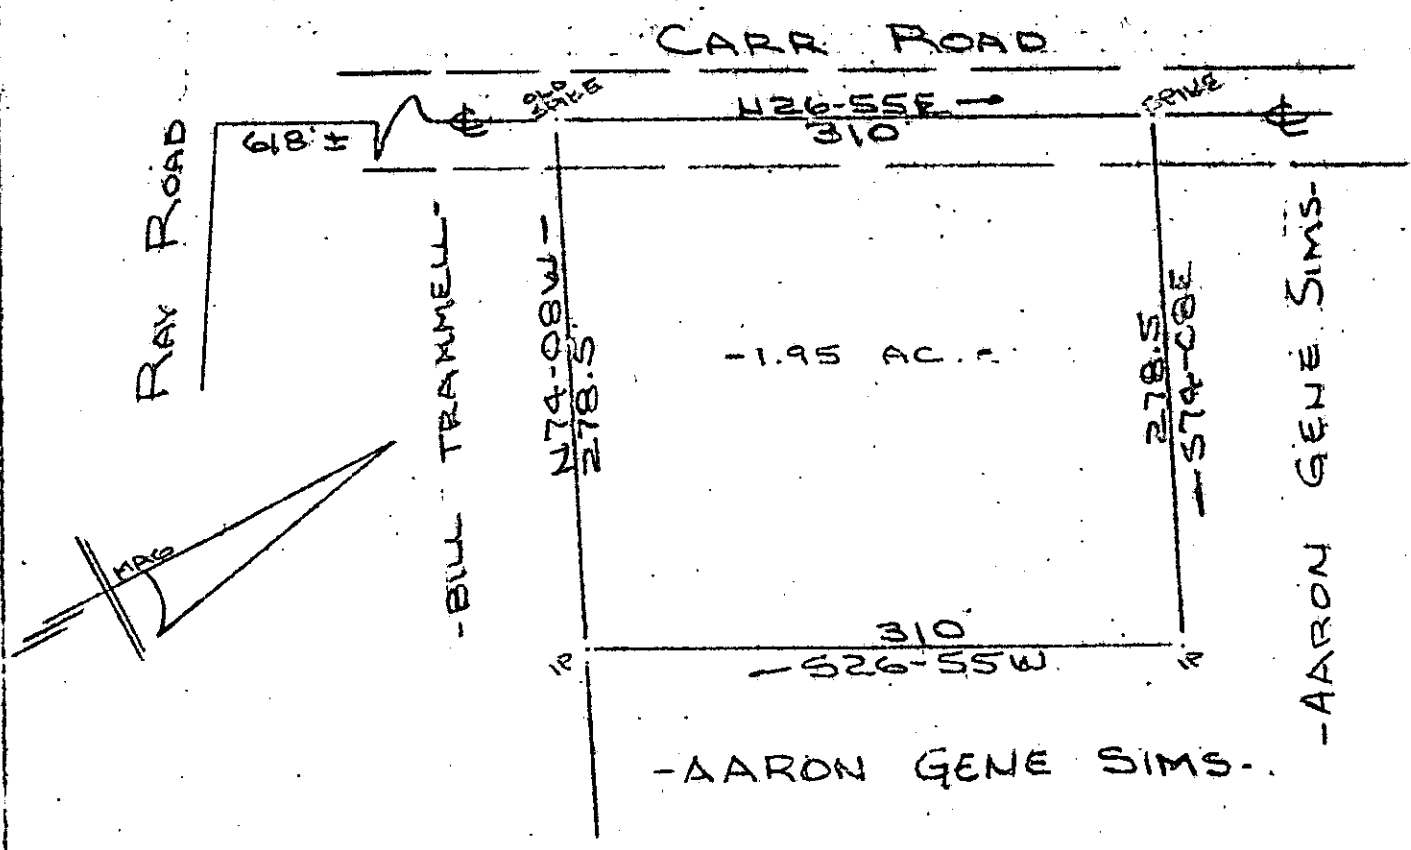 CARR ROAD
OLD SPIKE
SPIKE
N26-55E
310
℄
℄
618'±
RAY ROAD
-BILL TRAMMELL-
N74-08W-
278.5
-1.95 AC.-
278.5
-S74-08E
-AARON GENE SIMS-
MAG
310
-S26-55W
IP
IP
-AARON GENE SIMS-